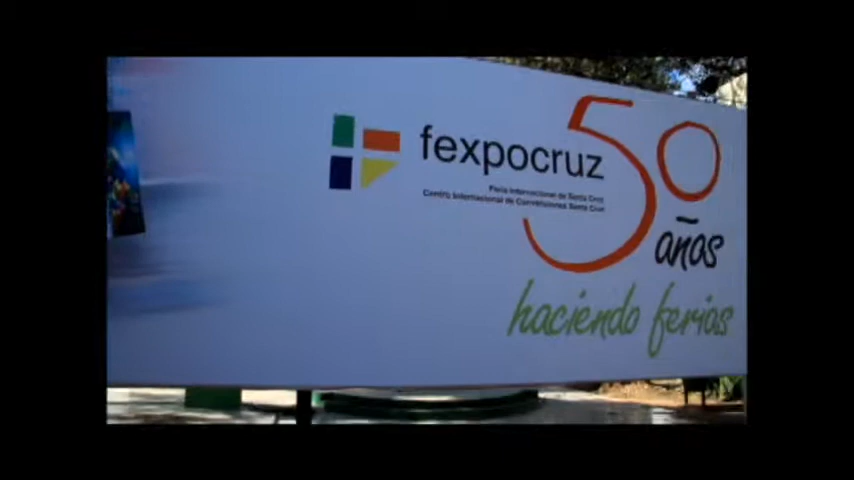 fexpocruz
Feria Internacional de Santa Cruz
Centro Internacional de Convenciones Santa Cruz
50
años
haciendo ferias